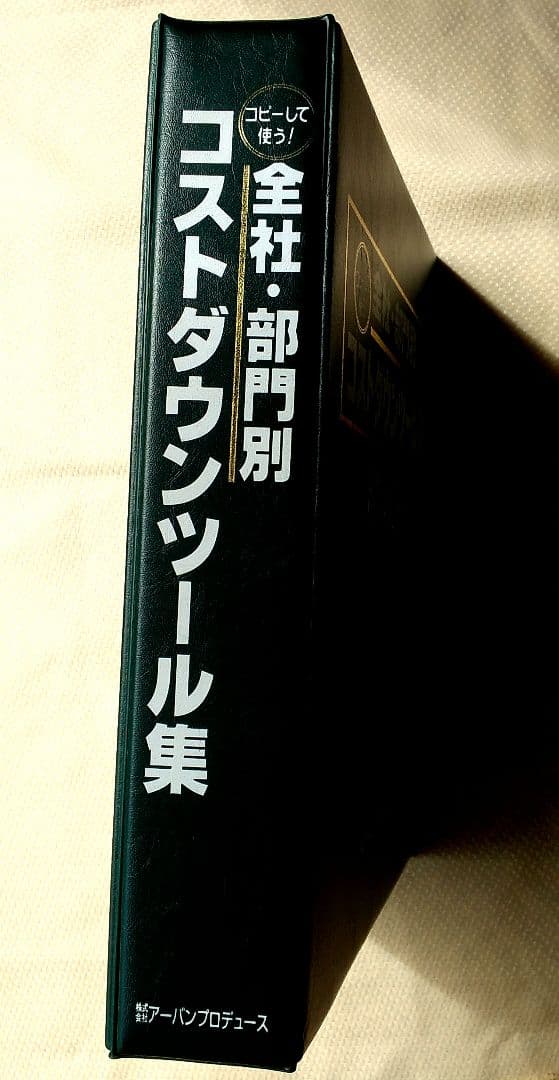 コピーして
使う!
全社・部門別
コストダウンツール集
株式
会社
アーバンプロデュース